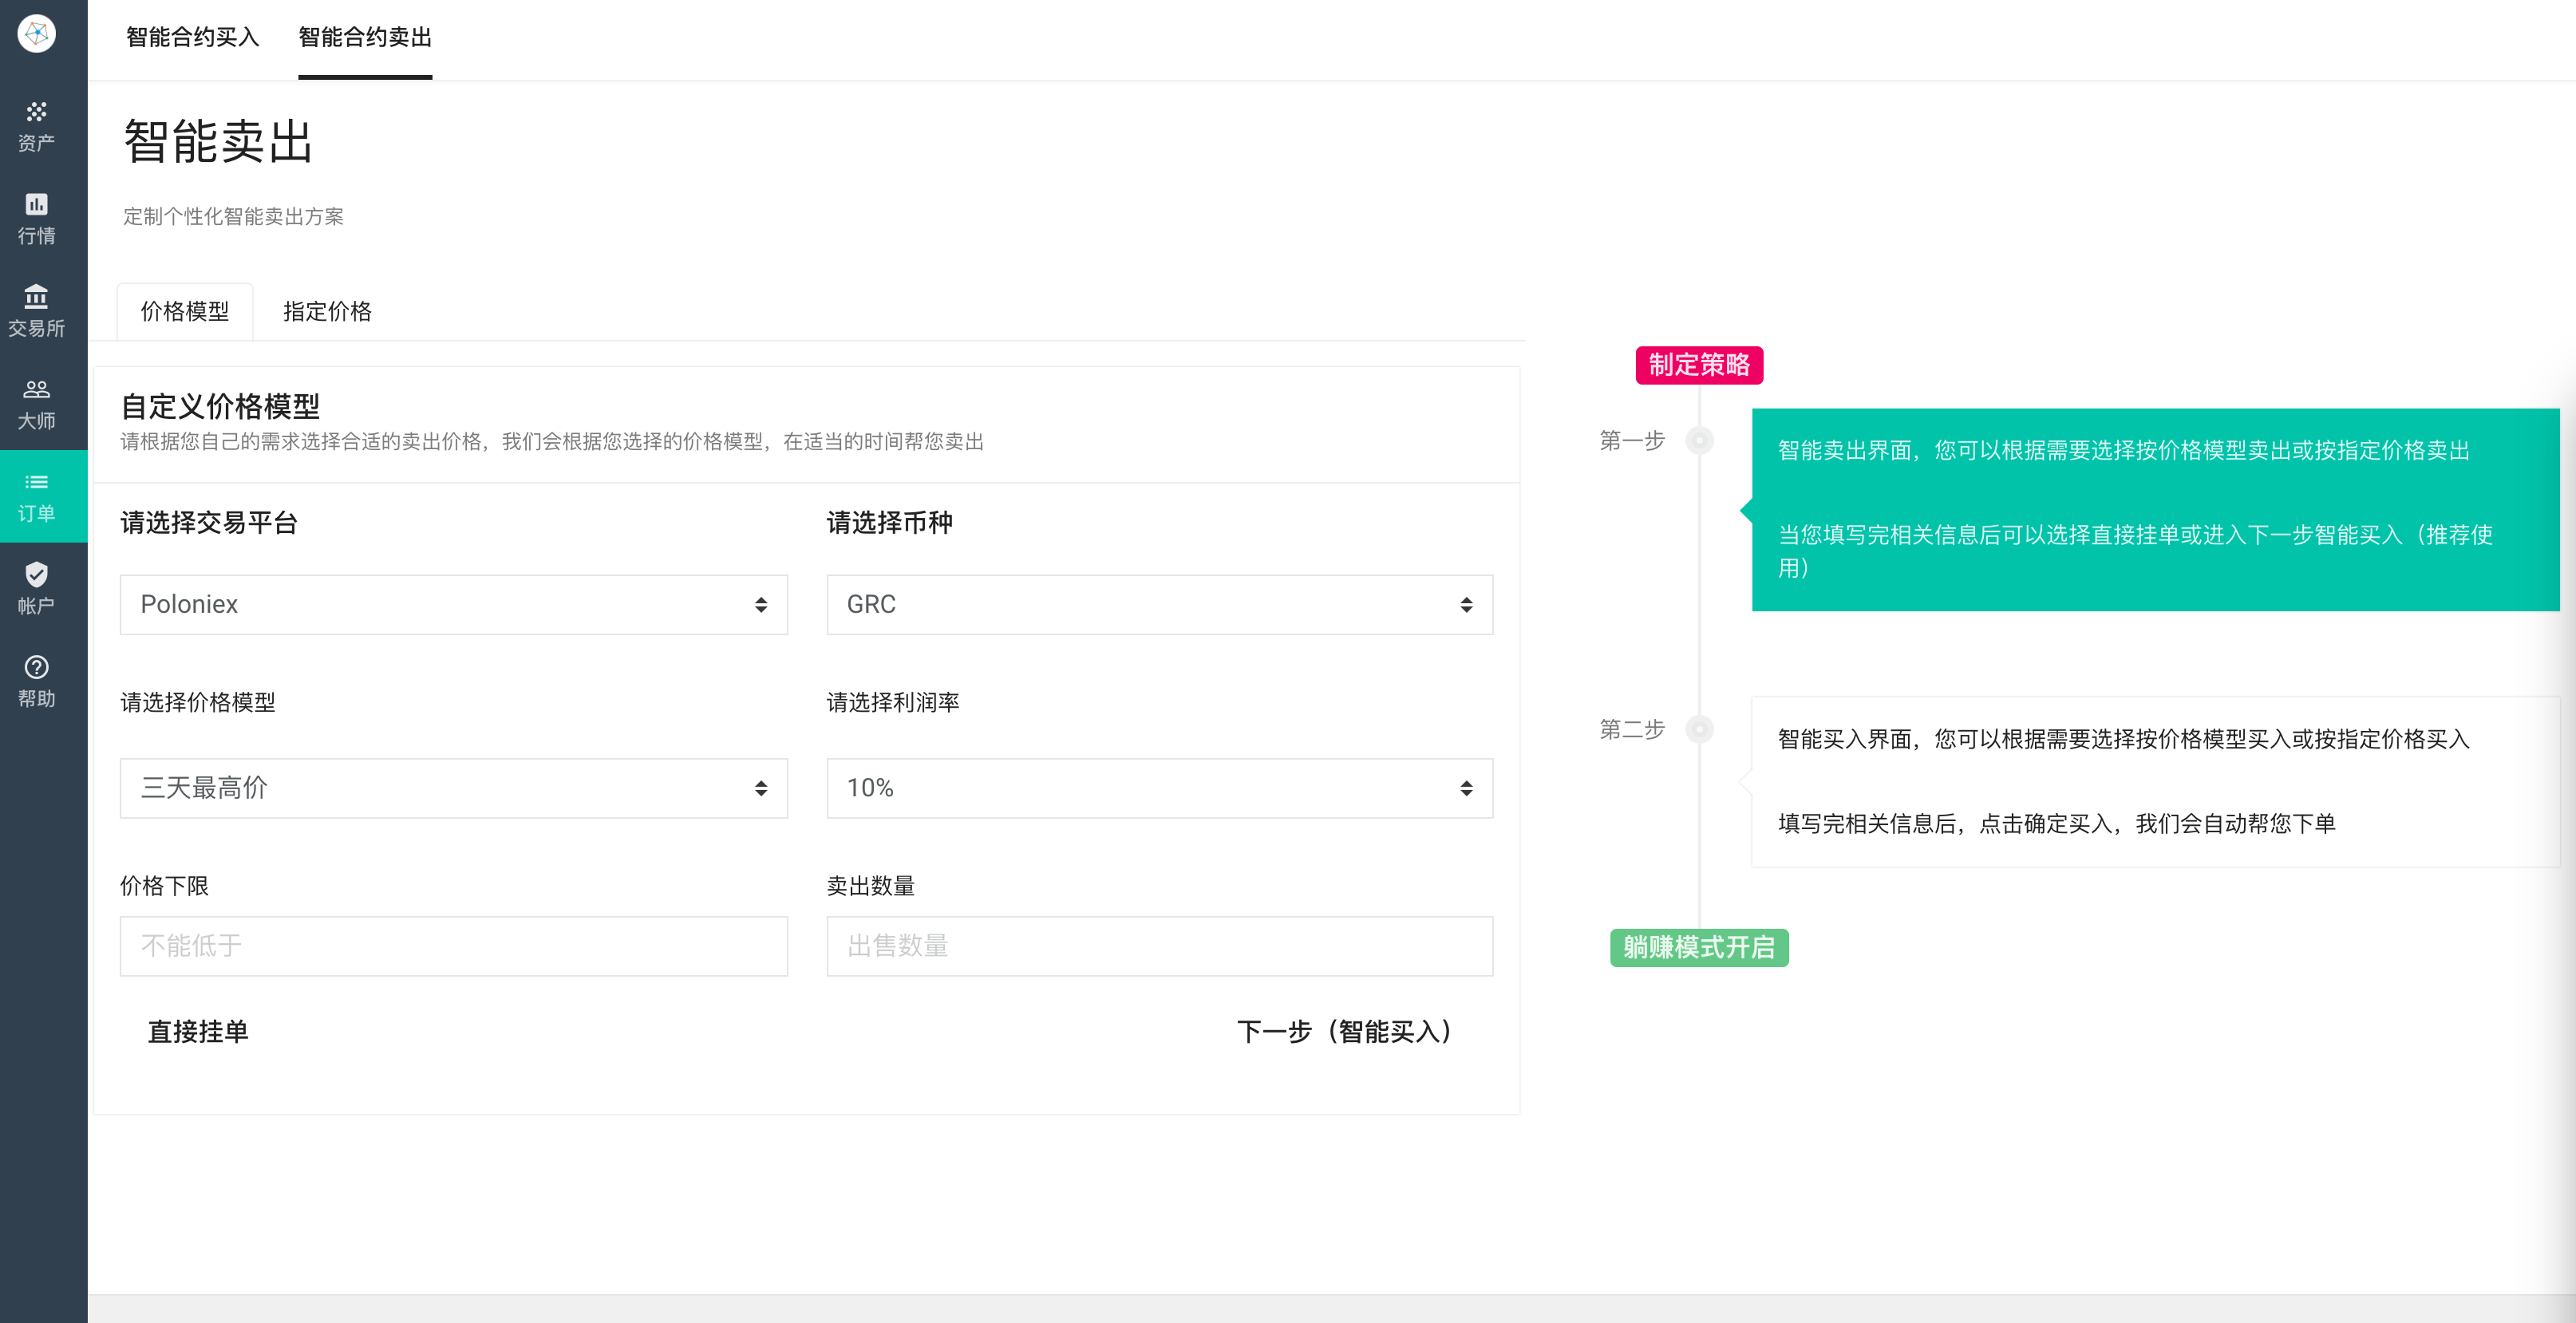 智能合约买入
智能合约卖出
资产
行情
交易所
大师
订单
帐户
帮助
智能卖出
定制个性化智能卖出方案
价格模型
指定价格
自定义价格模型
请根据您自己的需求选择合适的卖出价格，我们会根据您选择的价格模型，在适当的时间帮您卖出
请选择交易平台
请选择币种
Poloniex
GRC
请选择价格模型
请选择利润率
三天最高价
10%
价格下限
卖出数量
不能低于
出售数量
直接挂单
下一步（智能买入）
制定策略
第一步
智能卖出界面，您可以根据需要选择按价格模型卖出或按指定价格卖出
当您填写完相关信息后可以选择直接挂单或进入下一步智能买入（推荐使
用）
第二步
智能买入界面，您可以根据需要选择按价格模型买入或按指定价格买入
填写完相关信息后，点击确定买入，我们会自动帮您下单
躺赚模式开启